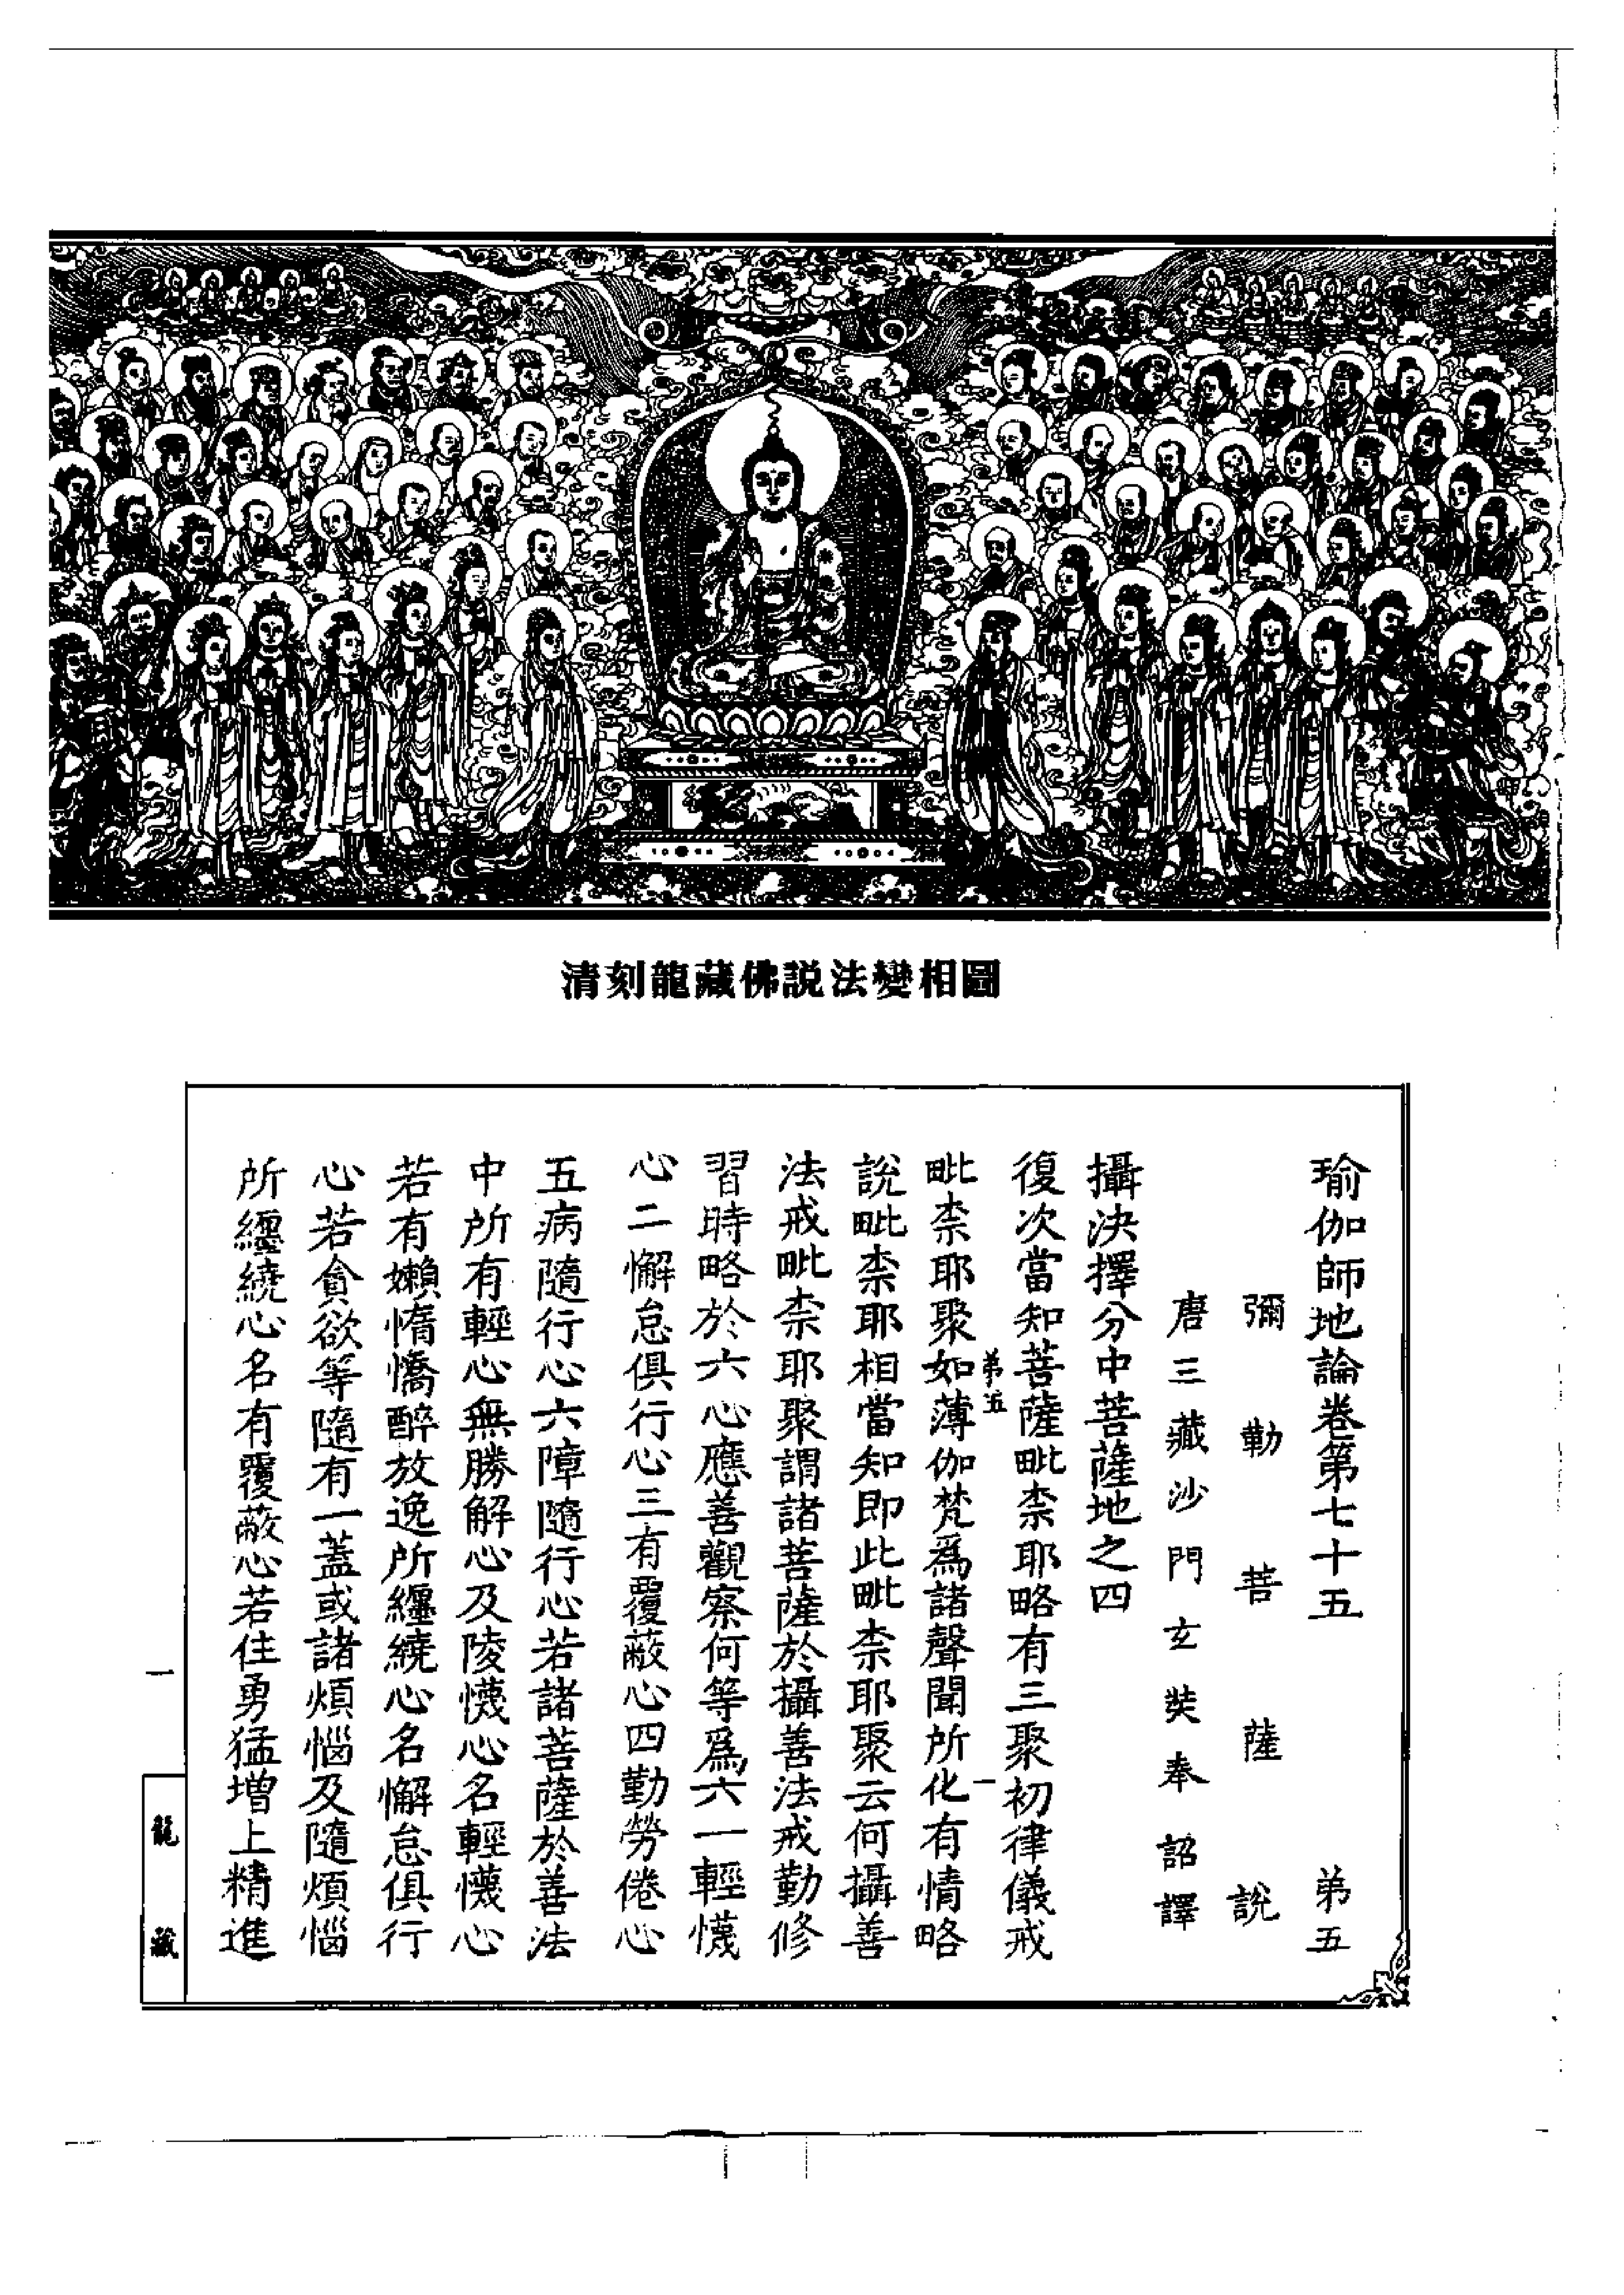 清刻龍藏佛説法變相圖
瑜伽師地論卷第七十五 弟五
彌勒菩薩說
唐三藏沙門玄奘奉詔譯
攝決擇分中菩薩地之四
復次當知菩薩毗柰耶略有三聚初律儀戒
弟五 一
毗柰耶聚如薄伽梵爲諸聲聞所化有情略
說毗柰耶相當知即此毗柰耶聚云何攝善
法戒毗柰耶聚謂諸菩薩於攝善法戒勤修
習時略於六心應善觀察何等爲六一輕懱
心二懈怠俱行心三有覆蔽心四勤勞倦心
五病隨行心六障隨行心若諸菩薩於善法
中所有輕心無勝解心及陵懱心名輕懱心
若有嬾惰憍醉放逸所纏繞心名懈怠俱行
心若貪欲等隨有一蓋或諸煩惱及隨煩惱
所纏繞心名有覆蔽心若住勇猛增上精進
一
龍藏